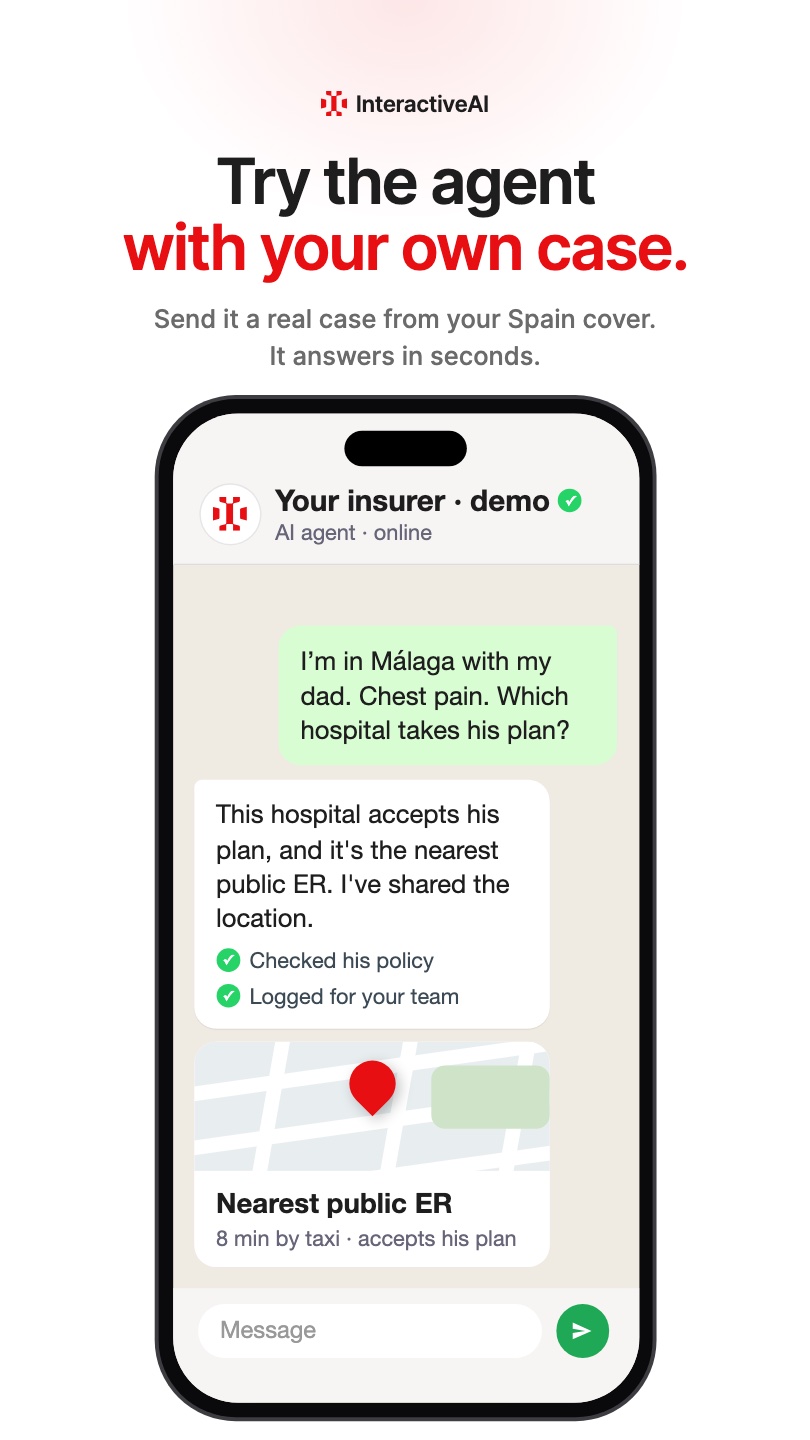 InteractiveAI
Try the agent
with your own case.
Send it a real case from your Spain cover.
It answers in seconds.
Your insurer · demo
AI agent · online
I’m in Málaga with my
dad. Chest pain. Which
hospital takes his plan?
This hospital accepts his
plan, and it's the nearest
public ER. I've shared the
location.
Checked his policy
Logged for your team
Nearest public ER
8 min by taxi · accepts his plan
Message